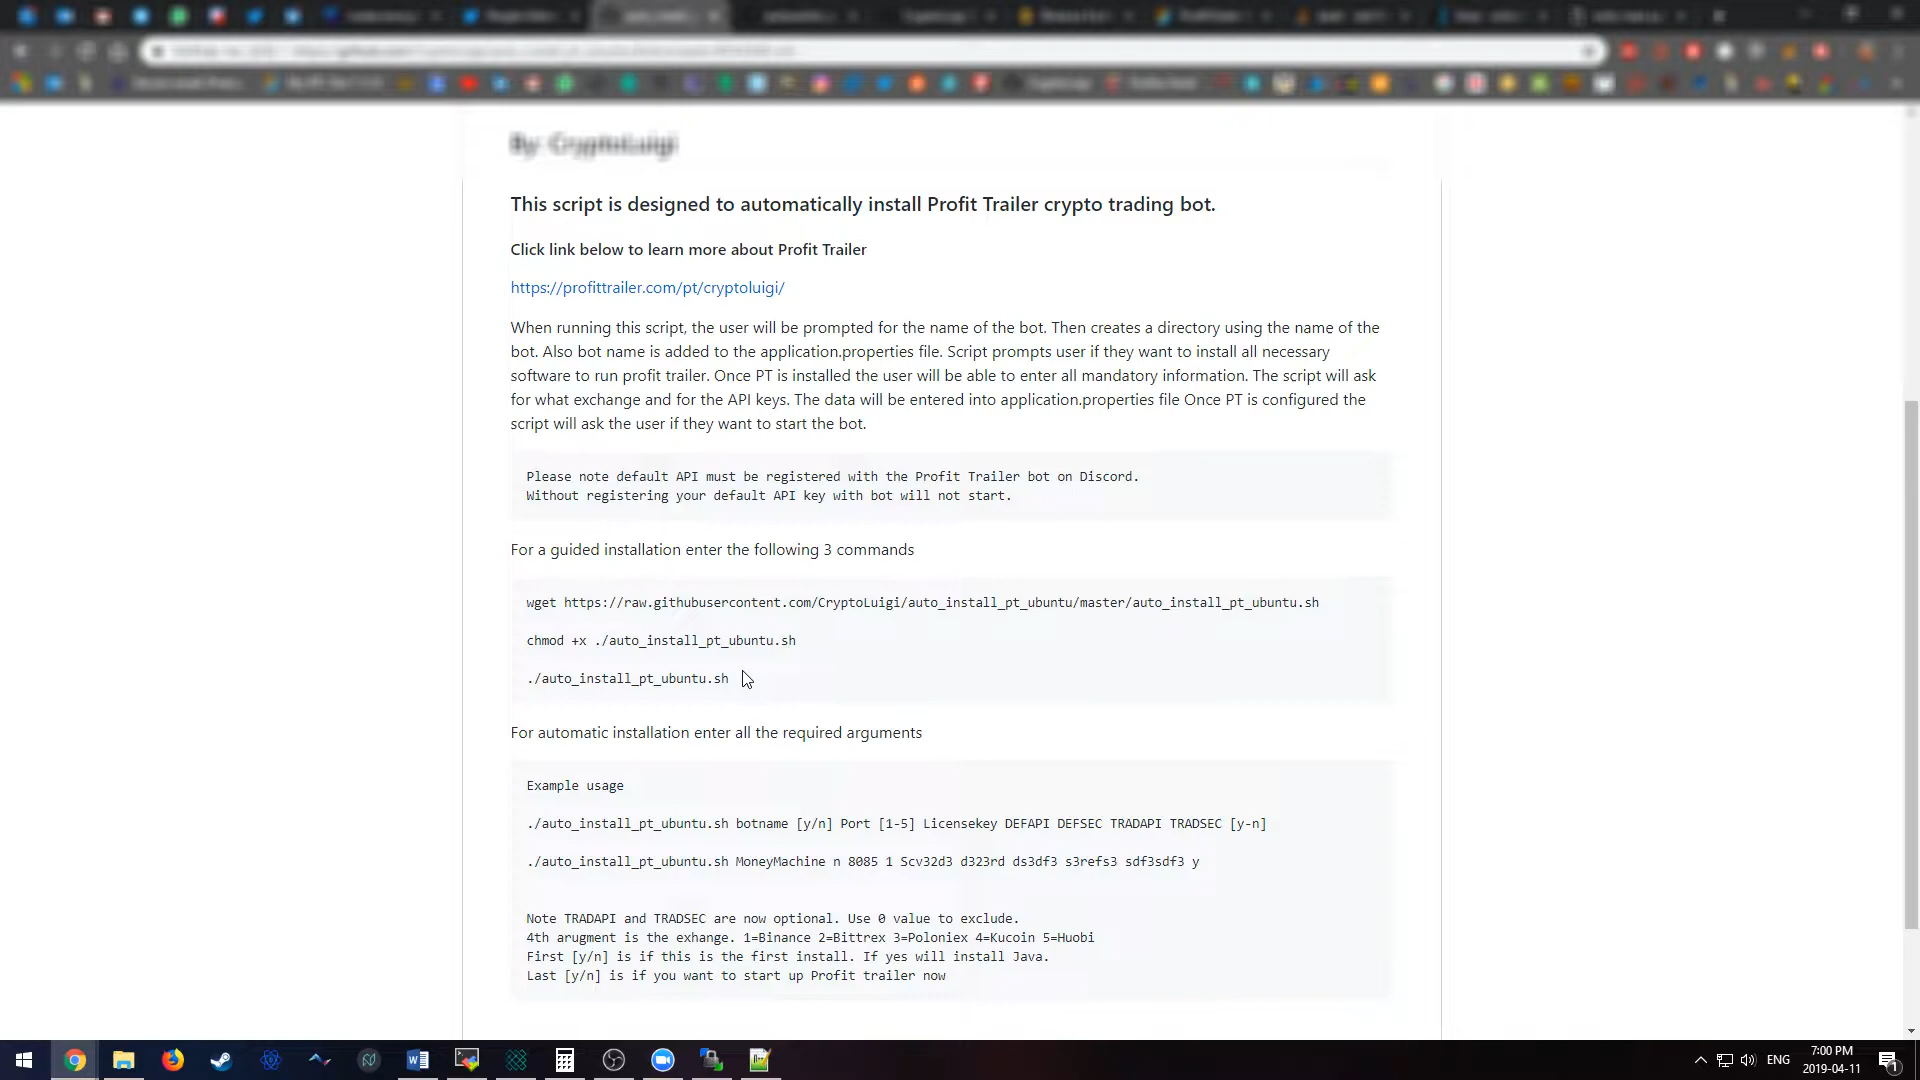 By: CryptoLuigi
This script is designed to automatically install Profit Trailer crypto trading bot.
Click link below to learn more about Profit Trailer
https://profittrailer.com/pt/cryptoluigi/
When running this script, the user will be prompted for the name of the bot. Then creates a directory using the name of the
bot. Also bot name is added to the application.properties file. Script prompts user if they want to install all necessary
software to run profit trailer. Once PT is installed the user will be able to enter all mandatory information. The script will ask
for what exchange and for the API keys. The data will be entered into application.properties file Once PT is configured the
script will ask the user if they want to start the bot.
Please note default API must be registered with the Profit Trailer bot on Discord.
Without registering your default API key with bot will not start.
For a guided installation enter the following 3 commands
wget https://raw.githubusercontent.com/CryptoLuigi/auto_install_pt_ubuntu/master/auto_install_pt_ubuntu.sh
chmod +x ./auto_install_pt_ubuntu.sh
./auto_install_pt_ubuntu.sh
For automatic installation enter all the required arguments
Example usage
./auto_install_pt_ubuntu.sh botname [y/n] Port [1-5] Licensekey DEFAPI DEFSEC TRADAPI TRADSEC [y-n]
./auto_install_pt_ubuntu.sh MoneyMachine n 8085 1 Scv32d3 d323rd ds3df3 s3refs3 sdf3sdf3 y
Note TRADAPI and TRADSEC are now optional. Use 0 value to exclude.
4th arugment is the exhange. 1=Binance 2=Bittrex 3=Poloniex 4=Kucoin 5=Huobi
First [y/n] is if this is the first install. If yes will install Java.
Last [y/n] is if you want to start up Profit trailer now
ENG
7:00 PM
2019-04-11
1